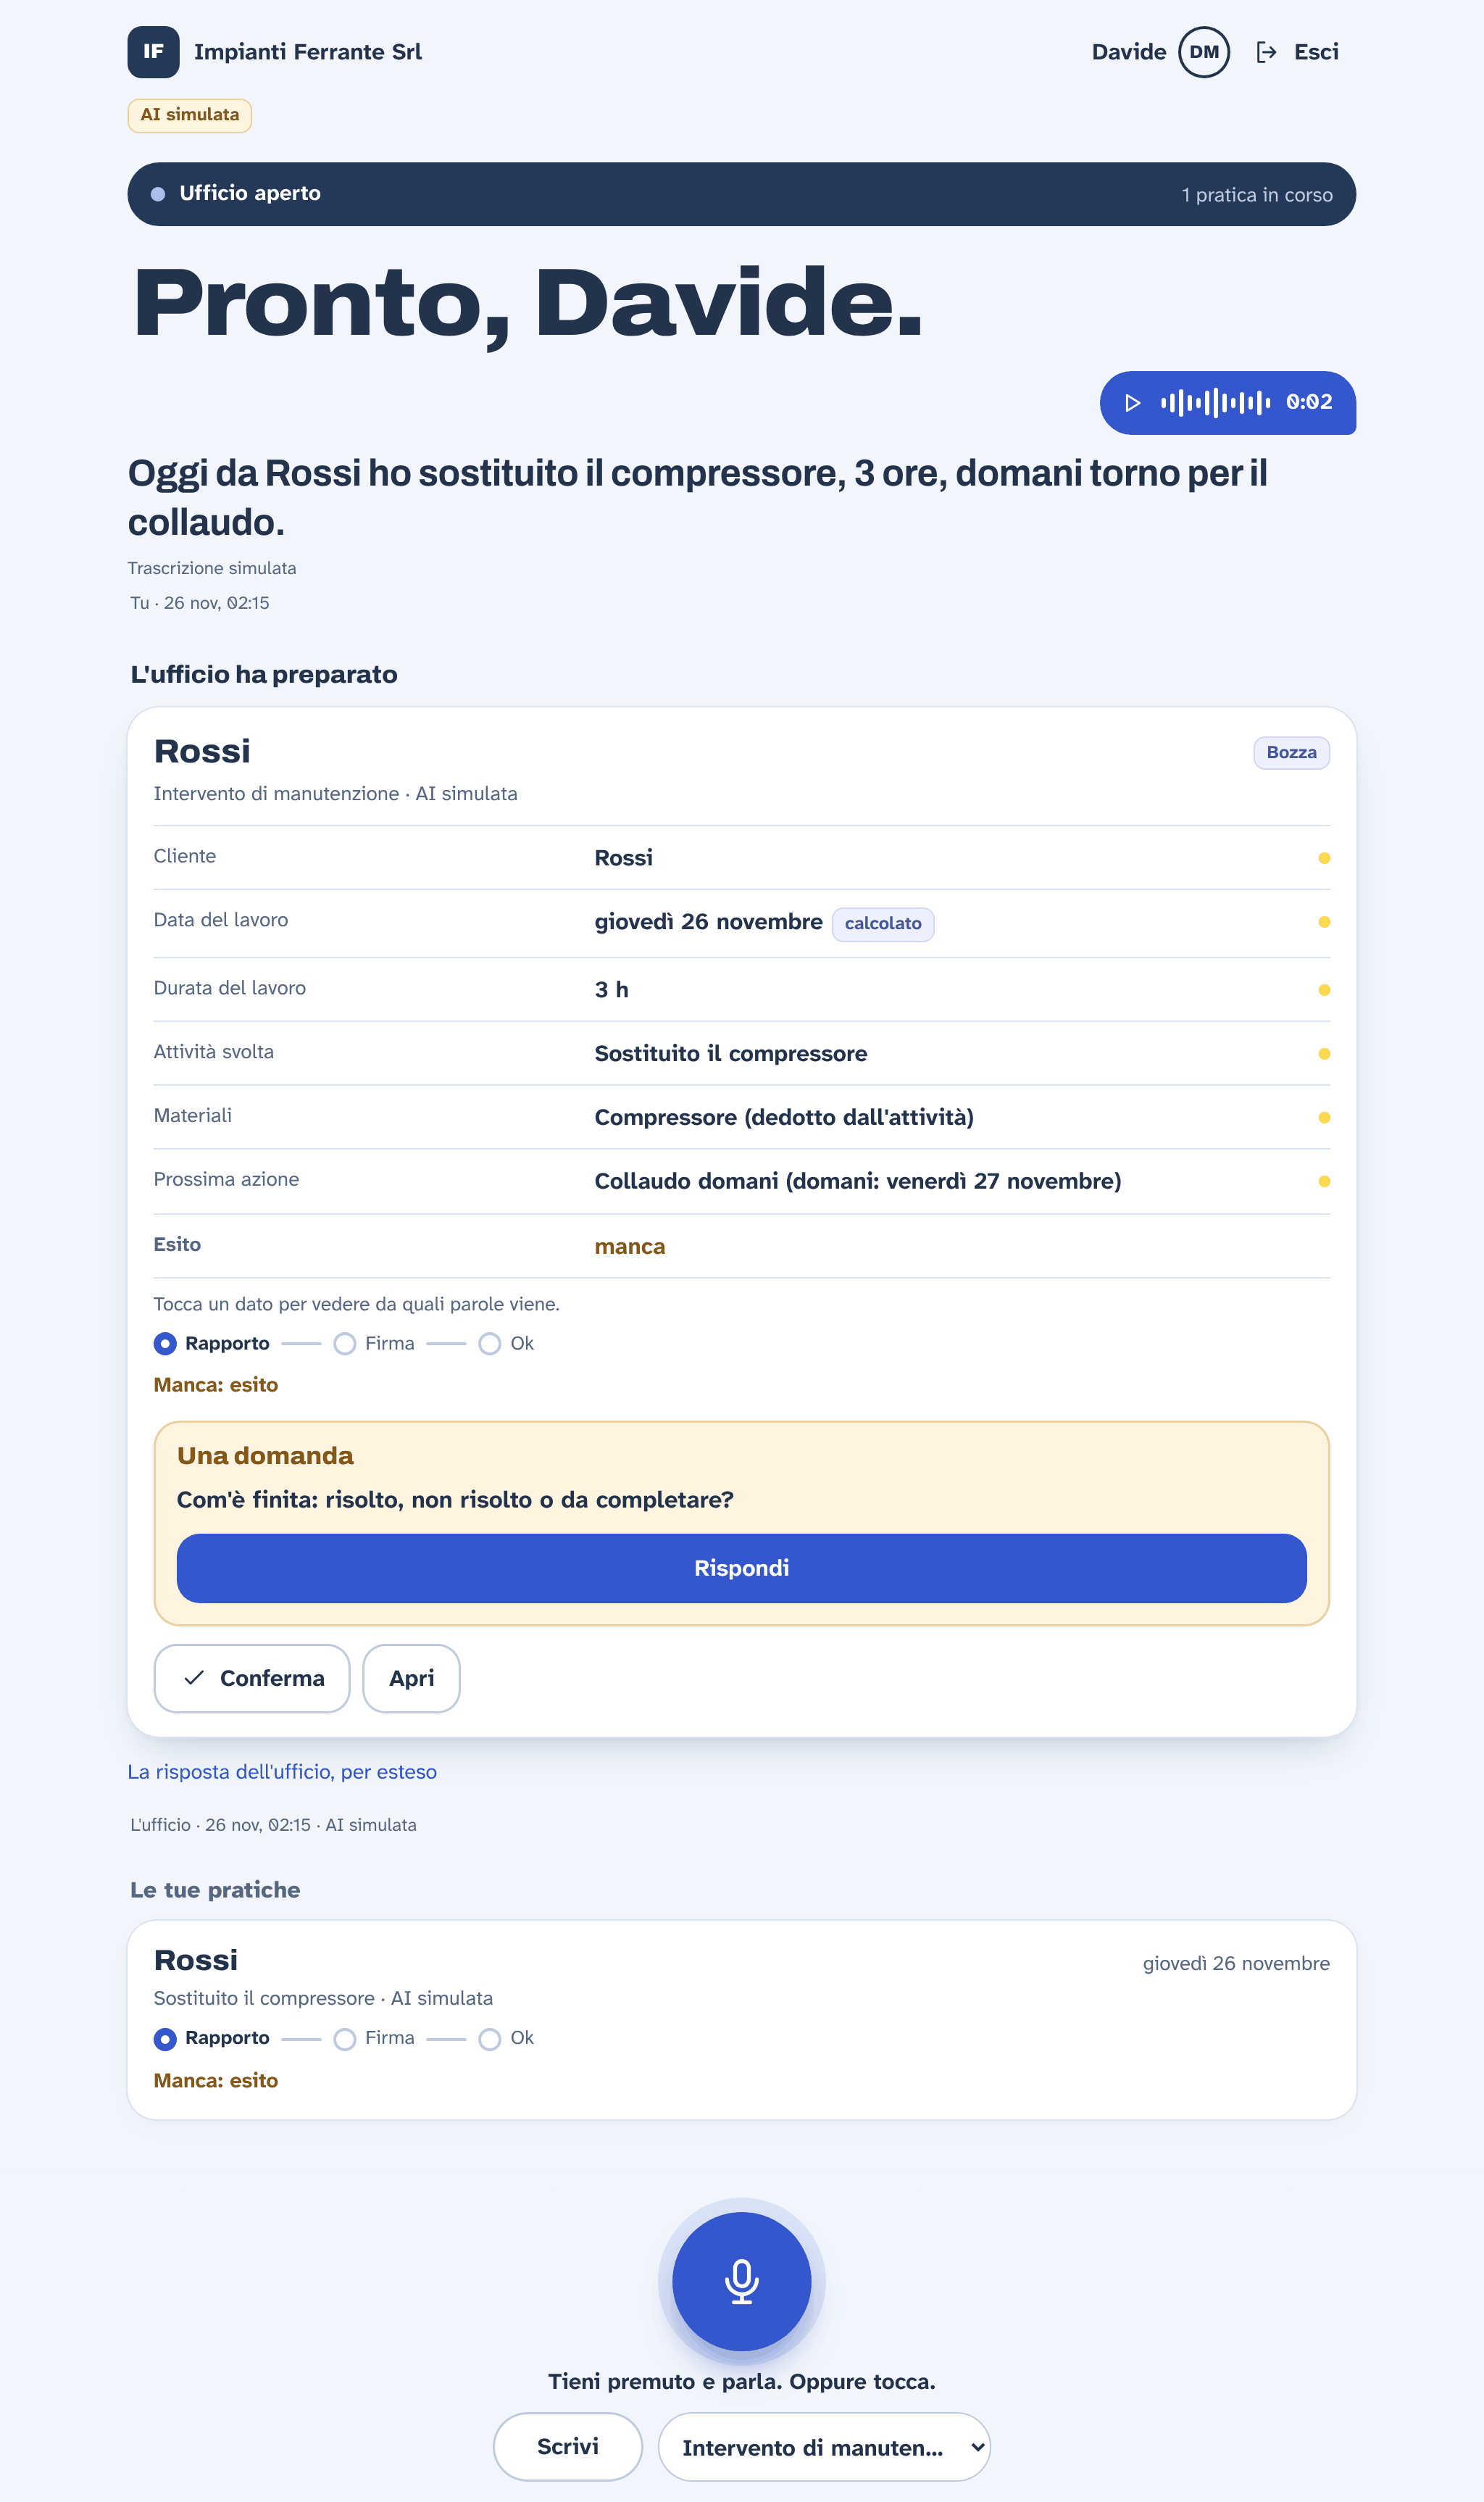 IF Impianti Ferrante Srl Davide DM Esci
AI simulata
Ufficio aperto 1 pratica in corso
Pronto, Davide.
0:02
Oggi da Rossi ho sostituito il compressore, 3 ore, domani torno per il
collaudo.
Trascrizione simulata
Tu · 26 nov, 02:15
L'ufficio ha preparato
Rossi Bozza
Intervento di manutenzione · AI simulata
Cliente Rossi
Data del lavoro giovedì 26 novembre calcolato
Durata del lavoro 3 h
Attività svolta Sostituito il compressore
Materiali Compressore (dedotto dall'attività)
Prossima azione Collaudo domani (domani: venerdì 27 novembre)
Esito manca
Tocca un dato per vedere da quali parole viene.
Rapporto Firma Ok
Manca: esito
Una domanda
Com'è finita: risolto, non risolto o da completare?
Rispondi
Conferma Apri
La risposta dell'ufficio, per esteso
L'ufficio · 26 nov, 02:15 · AI simulata
Le tue pratiche
Rossi giovedì 26 novembre
Sostituito il compressore · AI simulata
Rapporto Firma Ok
Manca: esito
Tieni premuto e parla. Oppure tocca.
Scrivi Intervento di manuten...